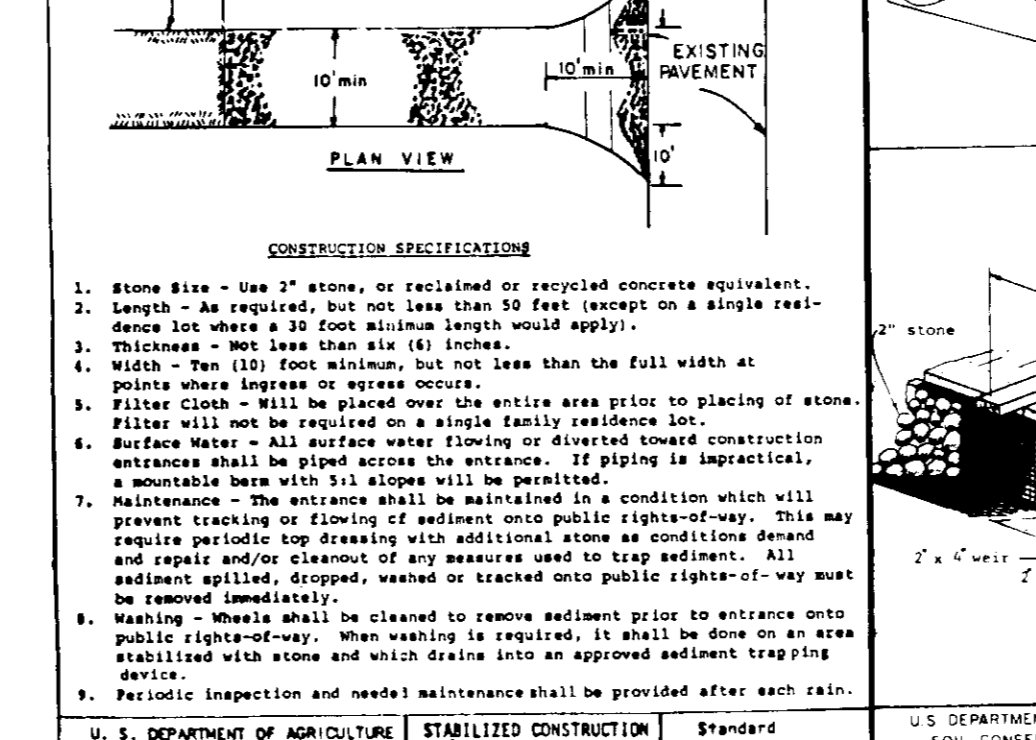 10' min
10' min
EXISTING
PAVEMENT
10'
PLAN VIEW
CONSTRUCTION SPECIFICATIONS
1. Stone Size - Use 2" stone, or reclaimed or recycled concrete equivalent.
2. Length - As required, but not less than 50 feet (except on a single resi-
dence lot where a 30 foot minimum length would apply).
3. Thickness - Not less than six (6) inches.
4. Width - Ten (10) foot minimum, but not less than the full width at
points where ingress or egress occurs.
5. Filter Cloth - Will be placed over the entire area prior to placing of stone.
Filter will not be required on a single family residence lot.
6. Surface Water - All surface water flowing or diverted toward construction
entrances shall be piped across the entrance. If piping is impractical,
a mountable berm with 5:1 slopes will be permitted.
7. Maintenance - The entrance shall be maintained in a condition which will
prevent tracking or flowing of sediment onto public rights-of-way. This may
require periodic top dressing with additional stone as conditions demand
and repair and/or cleanout of any measures used to trap sediment. All
sediment spilled, dropped, washed or tracked onto public rights-of-way must
be removed immediately.
8. Washing - Wheels shall be cleaned to remove sediment prior to entrance onto
public rights-of-way. When washing is required, it shall be done on an area
stabilized with stone and which drains into an approved sediment trapping
device.
9. Periodic inspection and needed maintenance shall be provided after each rain.
U. S. DEPARTMENT OF AGRICULTURE
STABILIZED CONSTRUCTION
Standard
2" stone
2" x 4" weir
U.S DEPARTME
SOIL CONSE